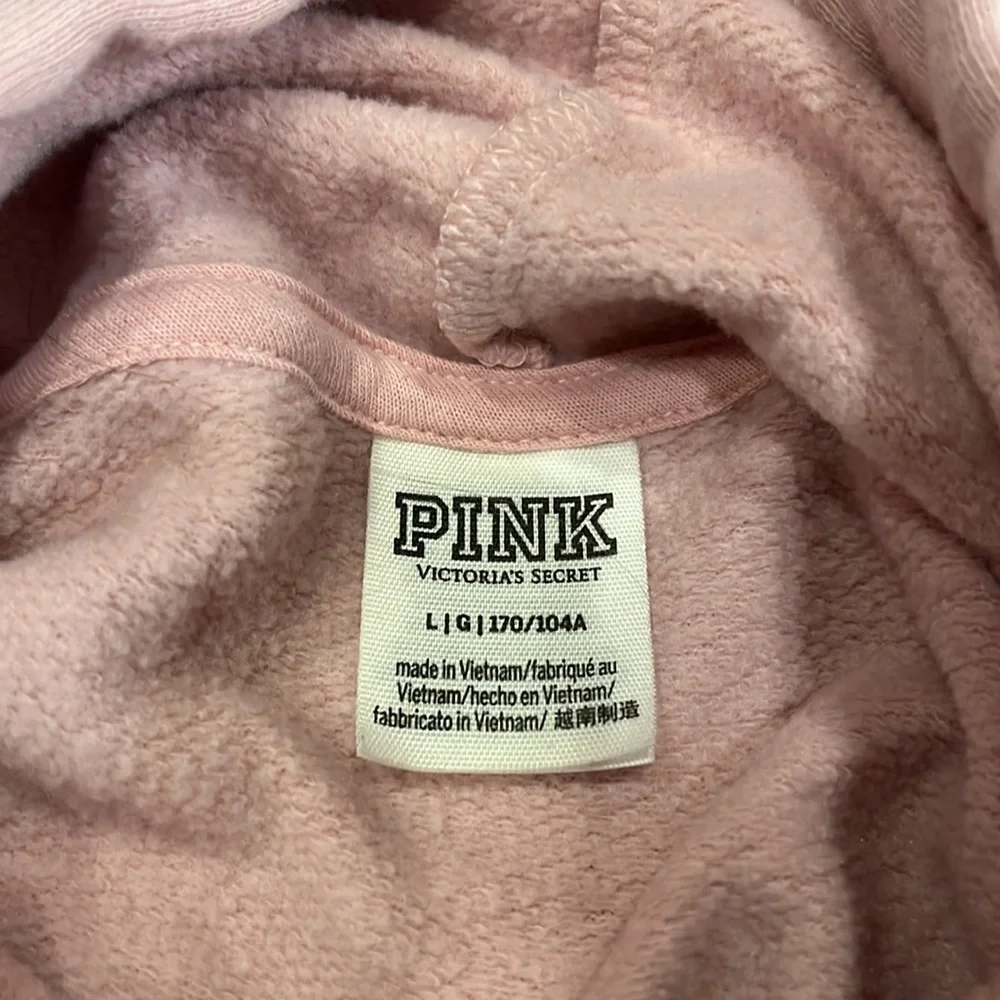 PINK
VICTORIA'S SECRET
L | G | 170/104A
made in Vietnam/fabriqué au
Vietnam/hecho en Vietnam/
fabbricato in Vietnam/ 越南制造